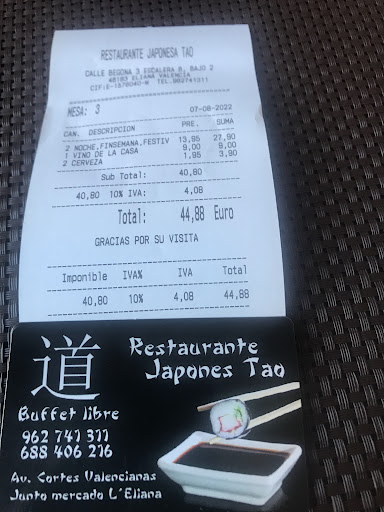 RESTAURANTE JAPONESA TAO
CALLE BEGONA 3 ESCALERA B, BAJO 2
46183 ELIANA VALENCIA
CIF:E-1578040-W TEL.962741311
MESA: 3 07-08-2022
CAN. DESCRIPCION PRE. SUMA
2 NOCHE,FINSEMANA,FESTIV 13,95 27,90
1 VINO DE LA CASA 9,00 9,00
2 CERVEZA 1,95 3,90
Sub Total: 40,80
40,80 10% IVA: 4,08
Total: 44,88 Euro
GRACIAS POR SU VISITA
Imponible IVA% IVA Total
40,80 10% 4,08 44,88
道
Restaurante
Japones Tao
Buffet libre
962 741 311
688 406 216
Av. Cortes Valencianas
Junto mercado L´Eliana